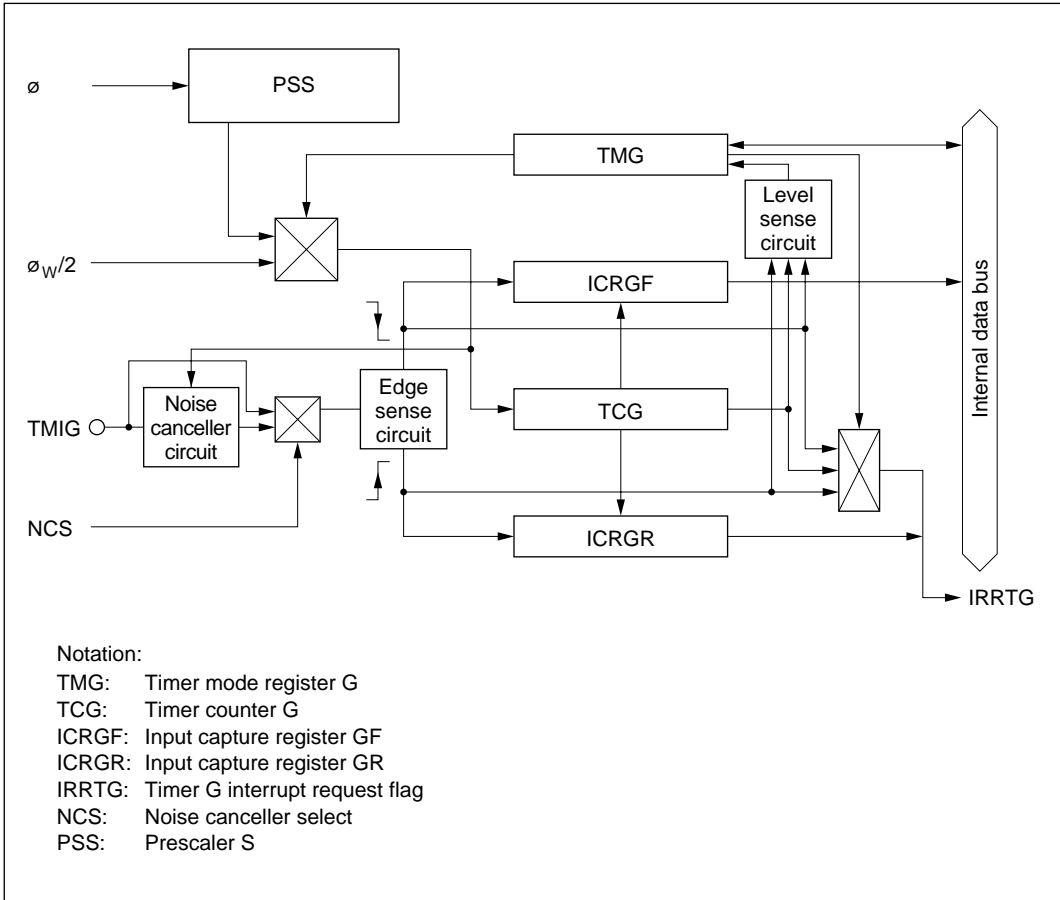 ø
PSS
TMG
Level
sense
circuit
øW/2
ICRGF
Internal data bus
TMIG
Noise
canceller
circuit
Edge
sense
circuit
TCG
NCS
ICRGR
IRRTG
Notation:
TMG: Timer mode register G
TCG: Timer counter G
ICRGF: Input capture register GF
ICRGR: Input capture register GR
IRRTG: Timer G interrupt request flag
NCS: Noise canceller select
PSS: Prescaler S